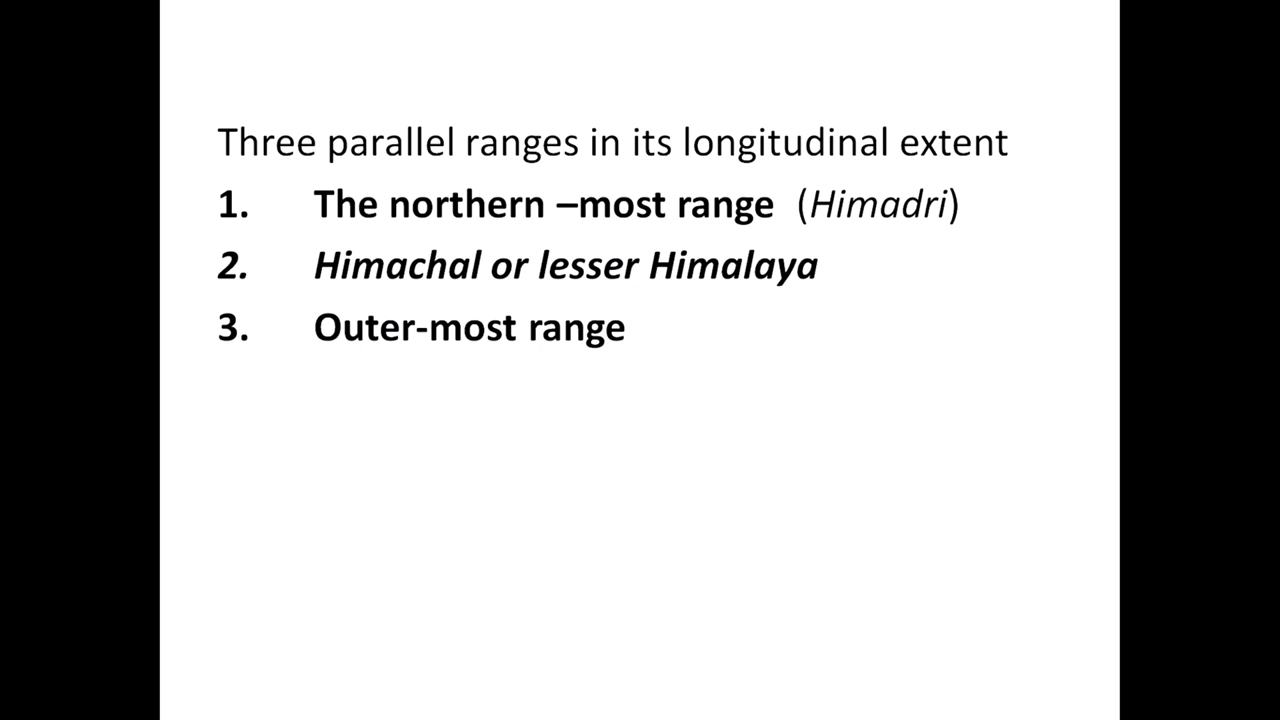 Three parallel ranges in its longitudinal extent
1. The northern –most range (Himadri)
2. Himachal or lesser Himalaya
3. Outer-most range